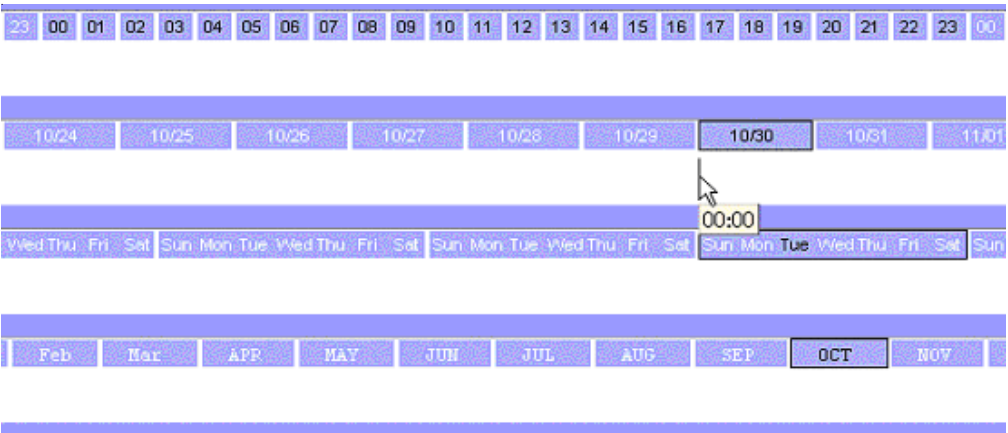 23 00 01 02 03 04 05 06 07 08 09 10 11 12 13 14 15 16 17 18 19 20 21 22 23 00
10/24 10/25 10/26 10/27 10/28 10/29 10/30 10/31 11/01
00:00
Wed Thu Fri Sat Sun Mon Tue Wed Thu Fri Sat Sun Mon Tue Wed Thu Fri Sat Sun Mon Tue Wed Thu Fri Sat Sun
Feb Mar APR MAY JUN JUL AUG SEP OCT NOV